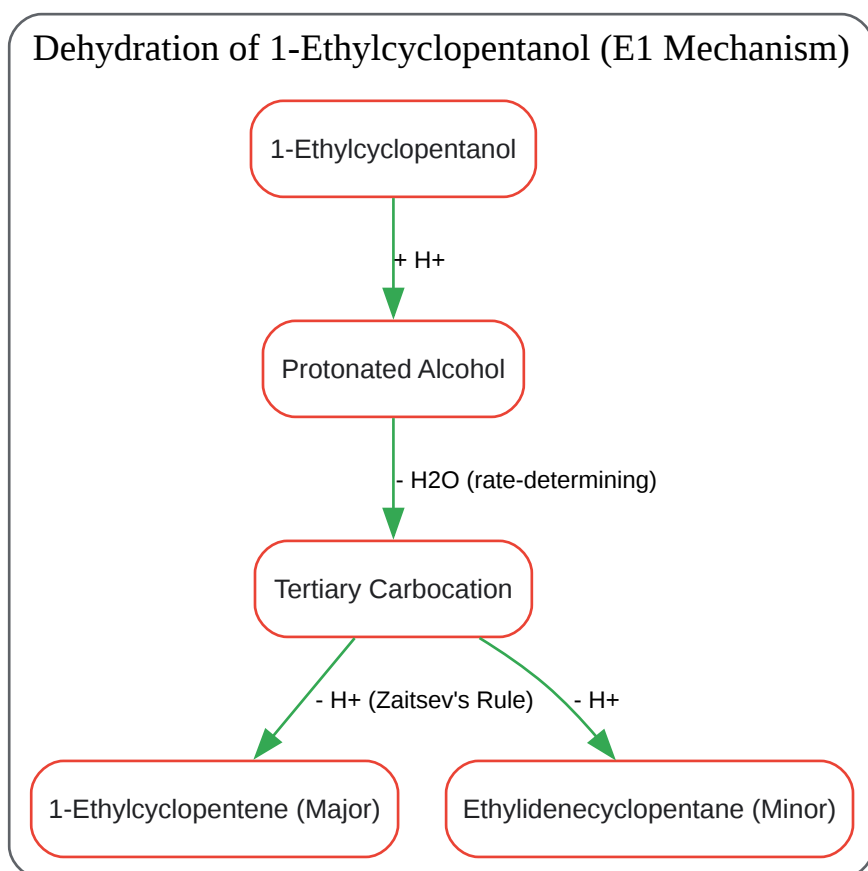 Dehydration of 1-Ethylcyclopentanol (E1 Mechanism)
1-Ethylcyclopentanol
+ H+
Protonated Alcohol
- H2O (rate-determining)
Tertiary Carbocation
- H+ (Zaitsev's Rule)
- H+
1-Ethylcyclopentene (Major)
Ethylidenecyclopentane (Minor)